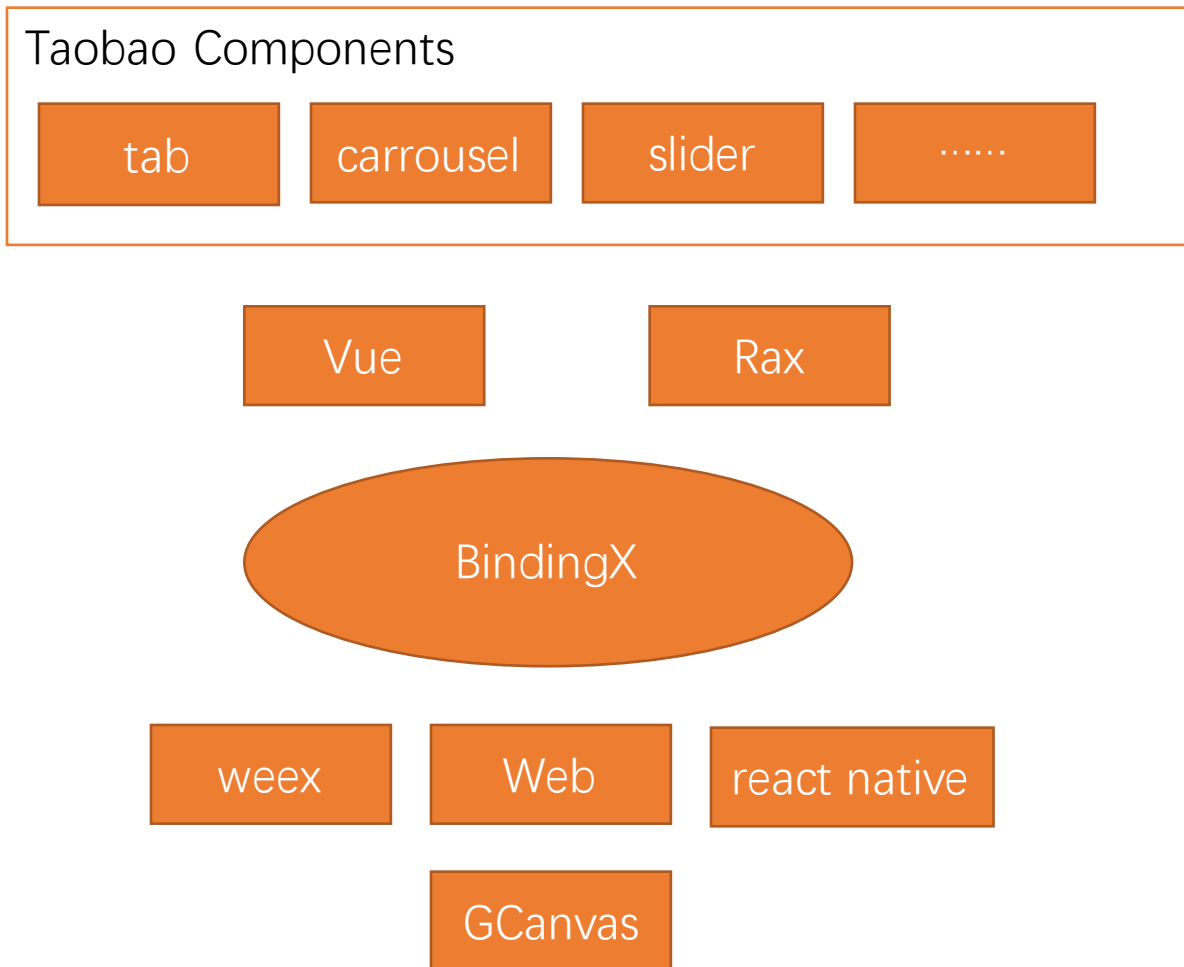 Taobao Components
tab
carrousel
slider
……
Vue
Rax
BindingX
weex
Web
react native
GCanvas